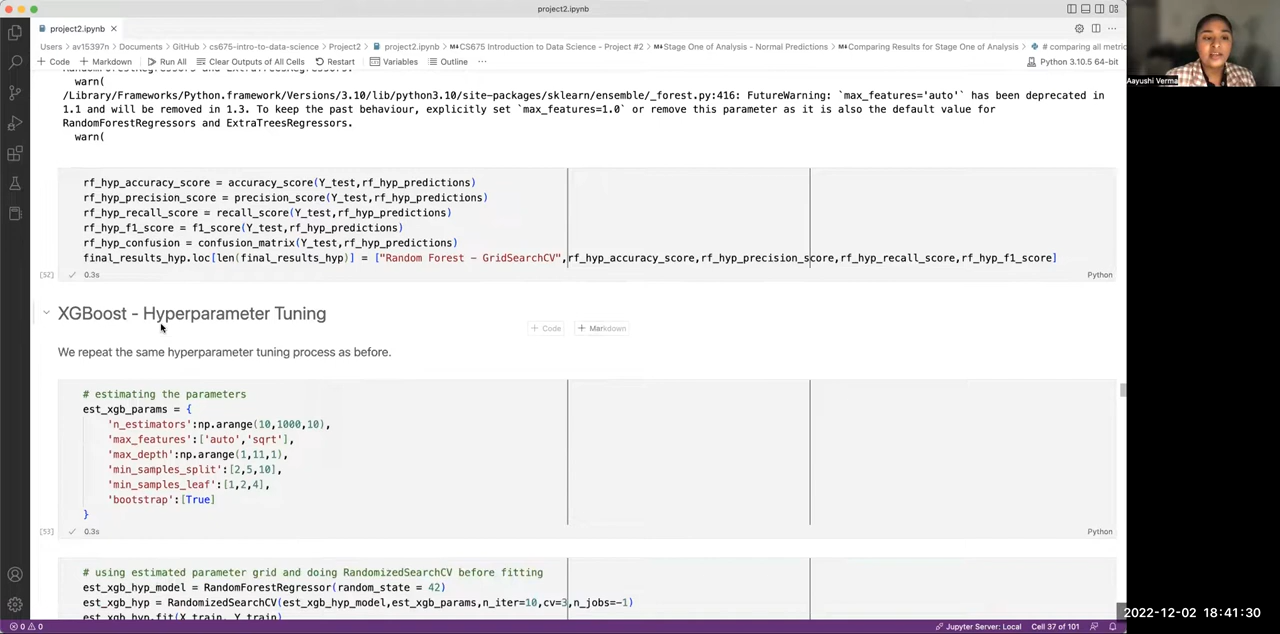 project2.ipynb
project2.ipynb
Users > av15397n > Documents > GitHub > cs675-intro-to-data-science > Project2 > project2.ipynb > CS675 Introduction to Data Science - Project #2 > Stage One of Analysis - Normal Predictions > Comparing Results for Stage One of Analysis > # comparing all metric
+ Code + Markdown Run All Clear Outputs of All Cells Restart Variables Outline ... Python 3.10.5 64-bit
Aayushi Verma
RandomForestRegressors and ExtraTreesRegressors.
warn(
/Library/Frameworks/Python.framework/Versions/3.10/lib/python3.10/site-packages/sklearn/ensemble/_forest.py:416: FutureWarning: `max_features='auto'` has been deprecated in
1.1 and will be removed in 1.3. To keep the past behaviour, explicitly set `max_features=1.0` or remove this parameter as it is also the default value for
RandomForestRegressors and ExtraTreesRegressors.
warn(
rf_hyp_accuracy_score = accuracy_score(Y_test,rf_hyp_predictions)
rf_hyp_precision_score = precision_score(Y_test,rf_hyp_predictions)
rf_hyp_recall_score = recall_score(Y_test,rf_hyp_predictions)
rf_hyp_f1_score = f1_score(Y_test,rf_hyp_predictions)
rf_hyp_confusion = confusion_matrix(Y_test,rf_hyp_predictions)
final_results_hyp.loc[len(final_results_hyp)] = ["Random Forest - GridSearchCV",rf_hyp_accuracy_score,rf_hyp_precision_score,rf_hyp_recall_score,rf_hyp_f1_score]
[52] 0.3s Python
XGBoost - Hyperparameter Tuning
+ Code + Markdown
We repeat the same hyperparameter tuning process as before.
# estimating the parameters
est_xgb_params = {
'n_estimators':np.arange(10,1000,10),
'max_features':['auto','sqrt'],
'max_depth':np.arange(1,11,1),
'min_samples_split':[2,5,10],
'min_samples_leaf':[1,2,4],
'bootstrap':[True]
}
[53] 0.3s Python
# using estimated parameter grid and doing RandomizedSearchCV before fitting
est_xgb_hyp_model = RandomForestRegressor(random_state = 42)
est_xgb_hyp = RandomizedSearchCV(est_xgb_hyp_model,est_xgb_params,n_iter=10,cv=3,n_jobs=-1)
est_xgb_hyp.fit(X_train, Y_train)
2022-12-02 18:41:30
0 0 Jupyter Server: Local Cell 37 of 101